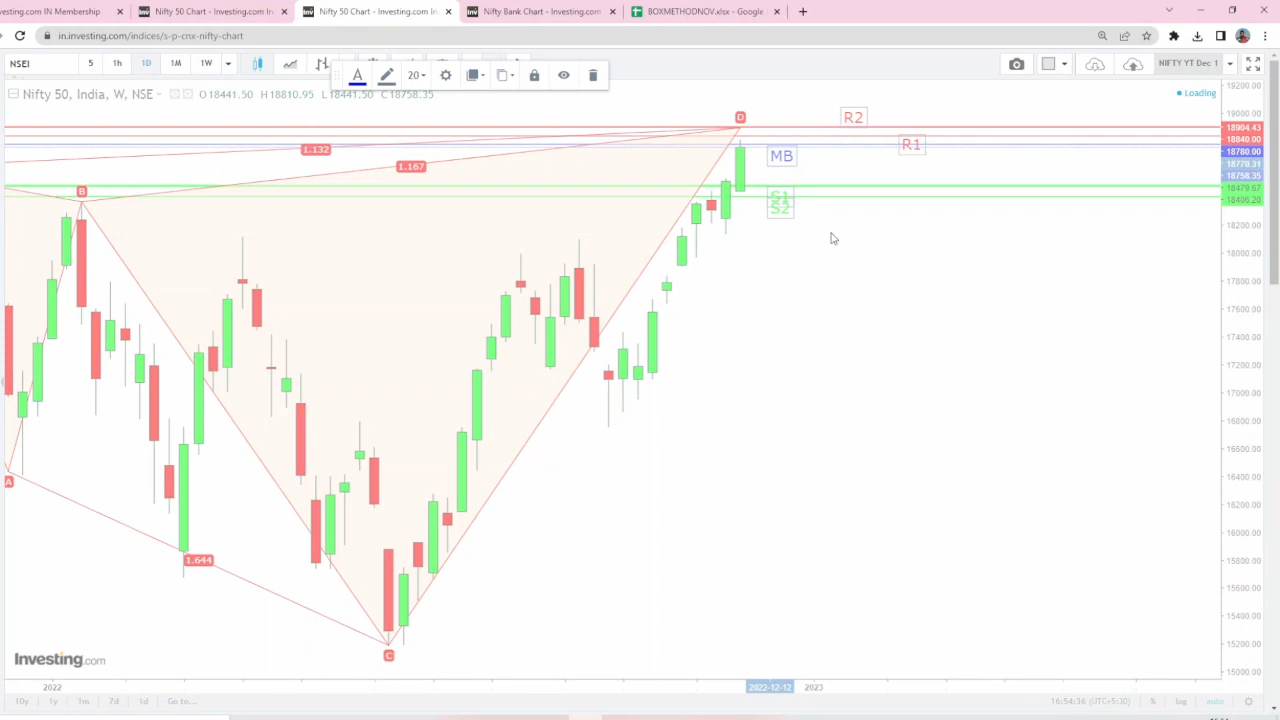 esting.com IN Membership
Nifty 50 Chart - Investing.com In
Nifty 50 Chart - Investing.com In
Nifty Bank Chart - Investing.com
BOXMETHODNOV.xlsx - Google
in.investing.com/indices/s-p-cnx-nifty-chart
NSEI 5 1h 1D 1M 1W A 20 NIFTY YT Dec 1
Nifty 50, India, W, NSE O18441.50 H18810.95 L18441.50 C18758.35
Loading
19200.00
19000.00
18904.43
18840.00
18780.00
18770.31
18758.35
18479.67
18406.20
18200.00
18000.00
17800.00
17600.00
17400.00
17200.00
17000.00
16800.00
16600.00
16400.00
16200.00
16000.00
15800.00
15600.00
15400.00
15200.00
15000.00
D
R2
R1
1.132
MB
1.167
B
S1
S2
A
1.644
C
Investing.com
2022 2022-12-12 2023
10y 1y 1m 7d 1d Go to... 16:54:36 (UTC+5:30) % log auto